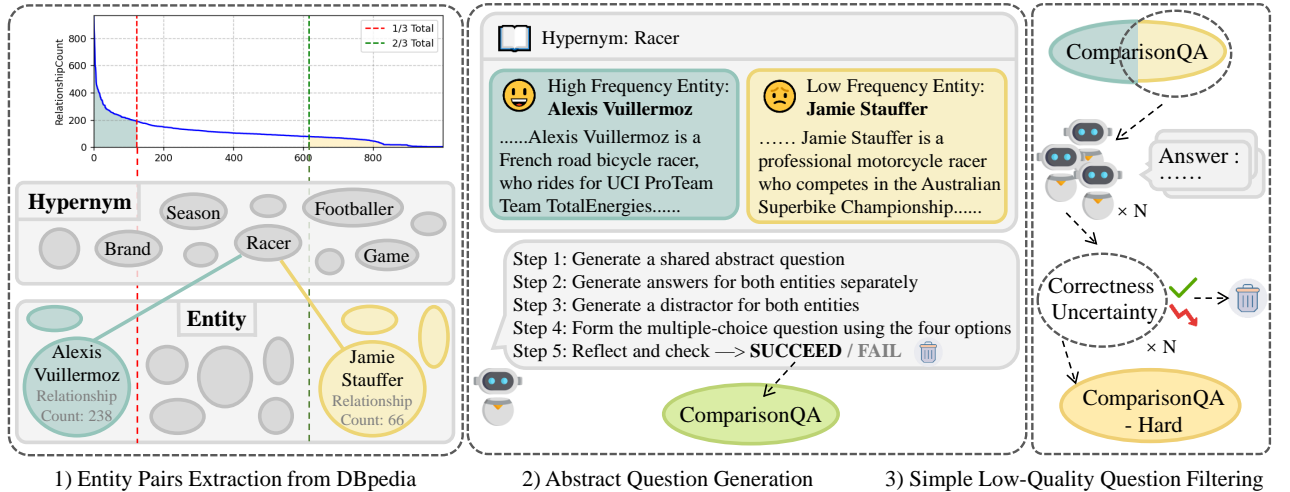 RelationshipCount
800
600
400
200
0
0
200
400
600
800
1/3 Total
2/3 Total
Hypernym
Season
Footballer
Brand
Racer
Game
Entity
Alexis
Vuillermoz
Relationship
Count: 238
Jamie
Stauffer
Relationship
Count: 66
1) Entity Pairs Extraction from DBpedia
Hypernym: Racer
High Frequency Entity:
Alexis Vuillermoz
......Alexis Vuillermoz is a
French road bicycle racer,
who rides for UCI ProTeam
Team TotalEnergies......
Low Frequency Entity:
Jamie Stauffer
...... Jamie Stauffer is a
professional motorcycle racer
who competes in the Australian
Superbike Championship......
Step 1: Generate a shared abstract question
Step 2: Generate answers for both entities separately
Step 3: Generate a distractor for both entities
Step 4: Form the multiple-choice question using the four options
Step 5: Reflect and check —> SUCCEED / FAIL
ComparisonQA
2) Abstract Question Generation
ComparisonQA
Answer :
......
× N
Correctness
Uncertainty
× N
ComparisonQA
- Hard
3) Simple Low-Quality Question Filtering